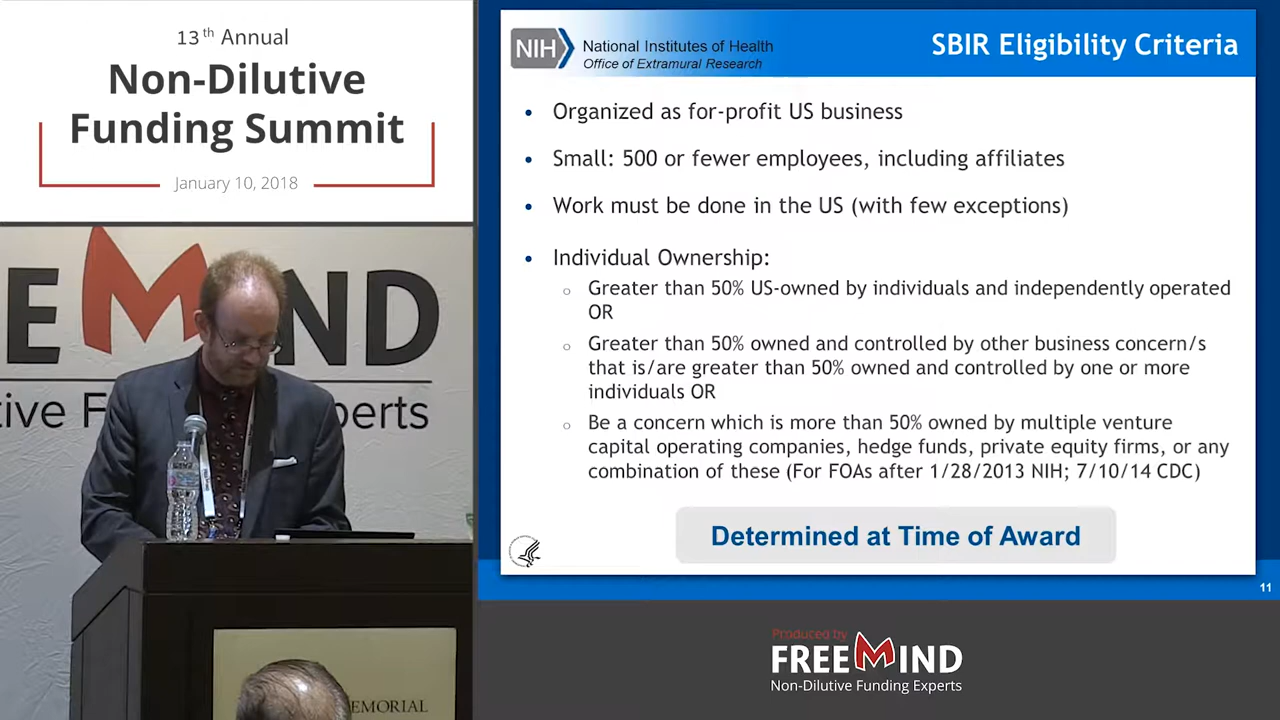 13th Annual
Non-Dilutive
Funding Summit
January 10, 2018
E MIND
tive F perts
EMORIAL
NIH
National Institutes of Health
Office of Extramural Research
SBIR Eligibility Criteria
• Organized as for-profit US business
• Small: 500 or fewer employees, including affiliates
• Work must be done in the US (with few exceptions)
• Individual Ownership:
○ Greater than 50% US-owned by individuals and independently operated
OR
○ Greater than 50% owned and controlled by other business concern/s
that is/are greater than 50% owned and controlled by one or more
individuals OR
○ Be a concern which is more than 50% owned by multiple venture
capital operating companies, hedge funds, private equity firms, or any
combination of these (For FOAs after 1/28/2013 NIH; 7/10/14 CDC)
Determined at Time of Award
11
Produced by
FREEMIND
Non-Dilutive Funding Experts